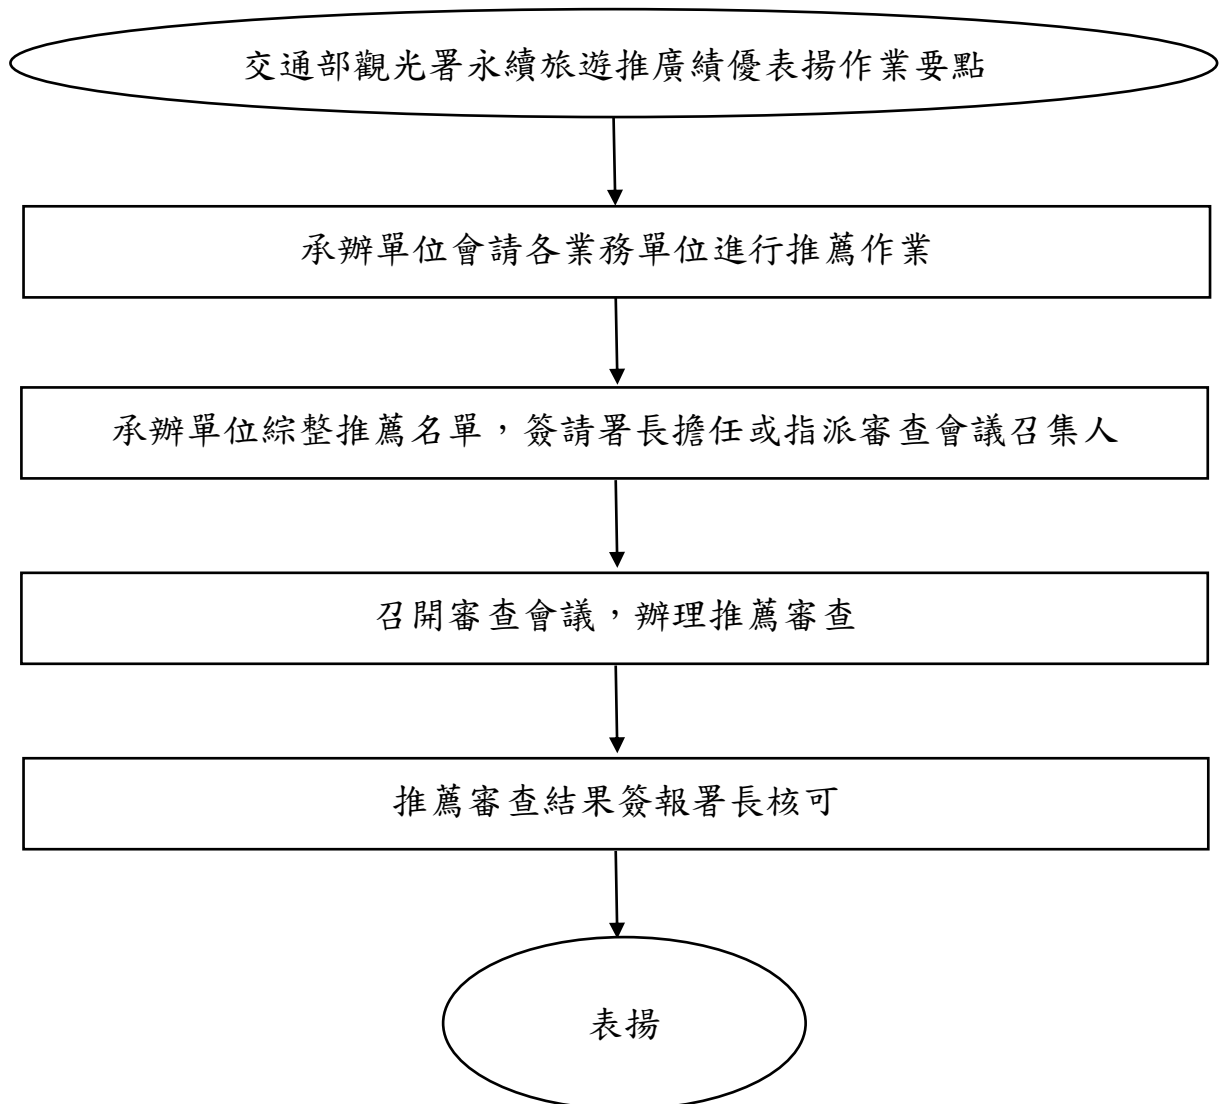 交通部觀光署永續旅遊推廣績優表揚作業要點
承辦單位會請各業務單位進行推薦作業
承辦單位綜整推薦名單，簽請署長擔任或指派審查會議召集人
召開審查會議，辦理推薦審查
推薦審查結果簽報署長核可
表揚